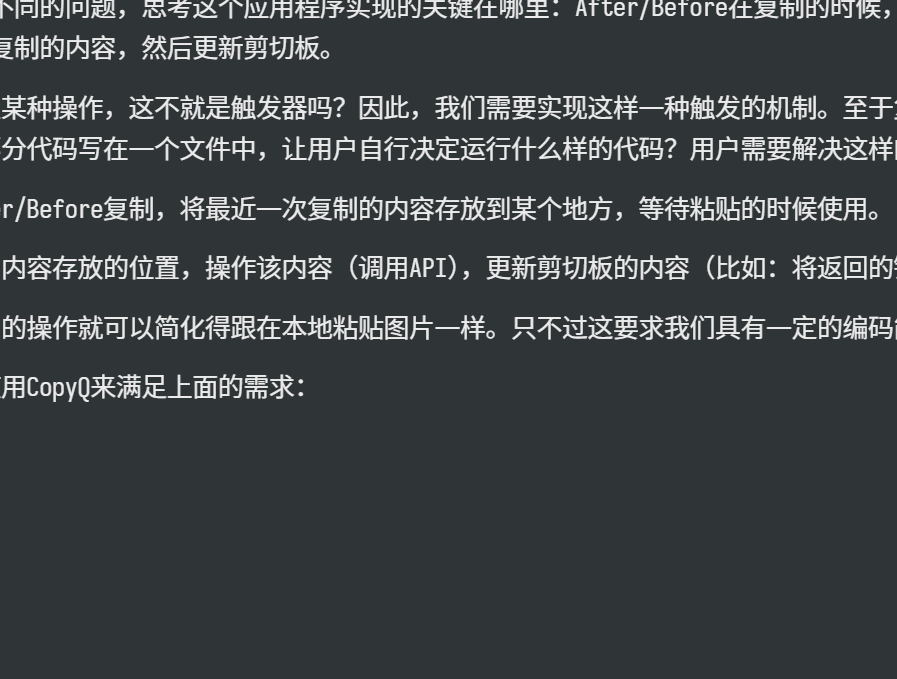 不同的问题，思考这个应用程序实现的关键在哪里：After/Before在复制的时候，
复制的内容，然后更新剪切板。
某种操作，这不就是触发器吗？因此，我们需要实现这样一种触发的机制。至于
分代码写在一个文件中，让用户自行决定运行什么样的代码？用户需要解决这样
er/Before复制，将最近一次复制的内容存放到某个地方，等待粘贴的时候使用。
内容存放的位置，操作该内容（调用API），更新剪切板的内容（比如：将返回的
的操作就可以简化得跟在本地粘贴图片一样。只不过这要求我们具有一定的编码
用CopyQ来满足上面的需求：